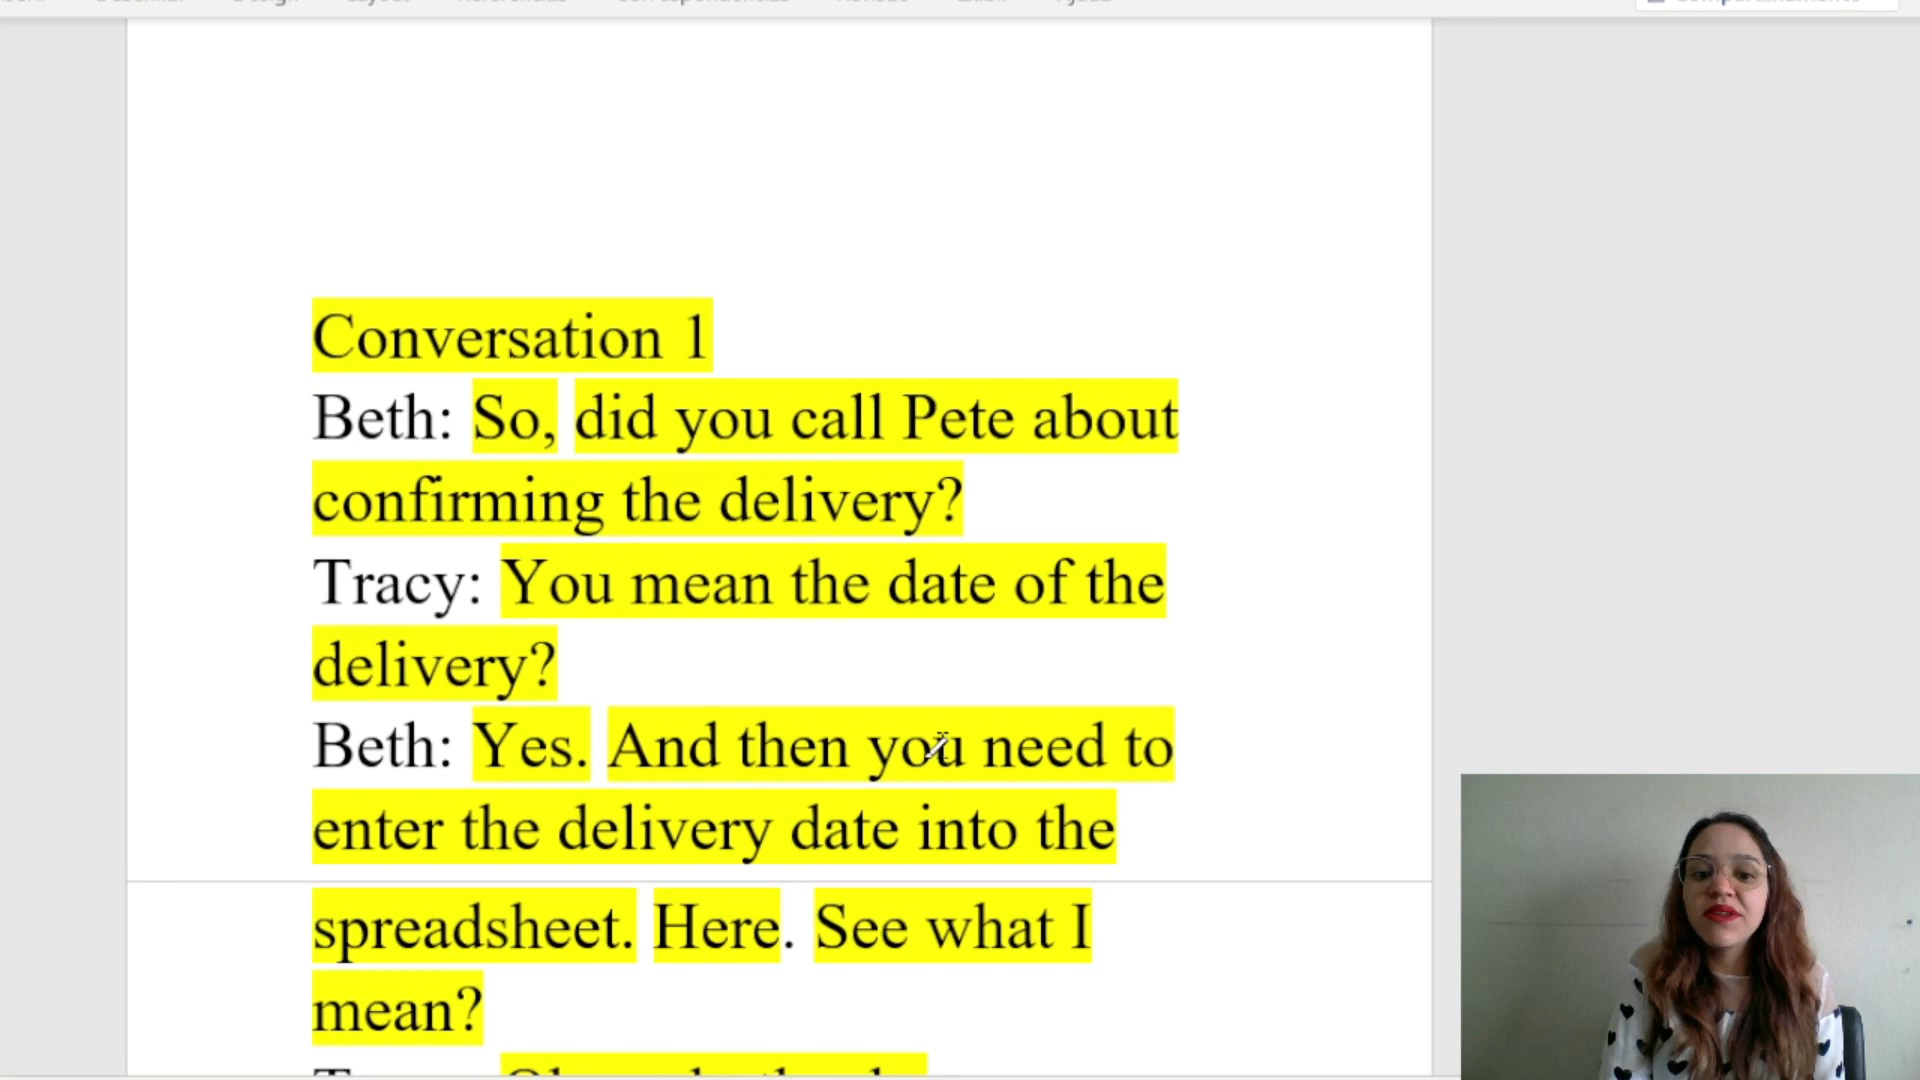 Conversation 1
Beth: So, did you call Pete about
confirming the delivery?
Tracy: You mean the date of the
delivery?
Beth: Yes. And then you need to
enter the delivery date into the
spreadsheet. Here. See what I
mean?